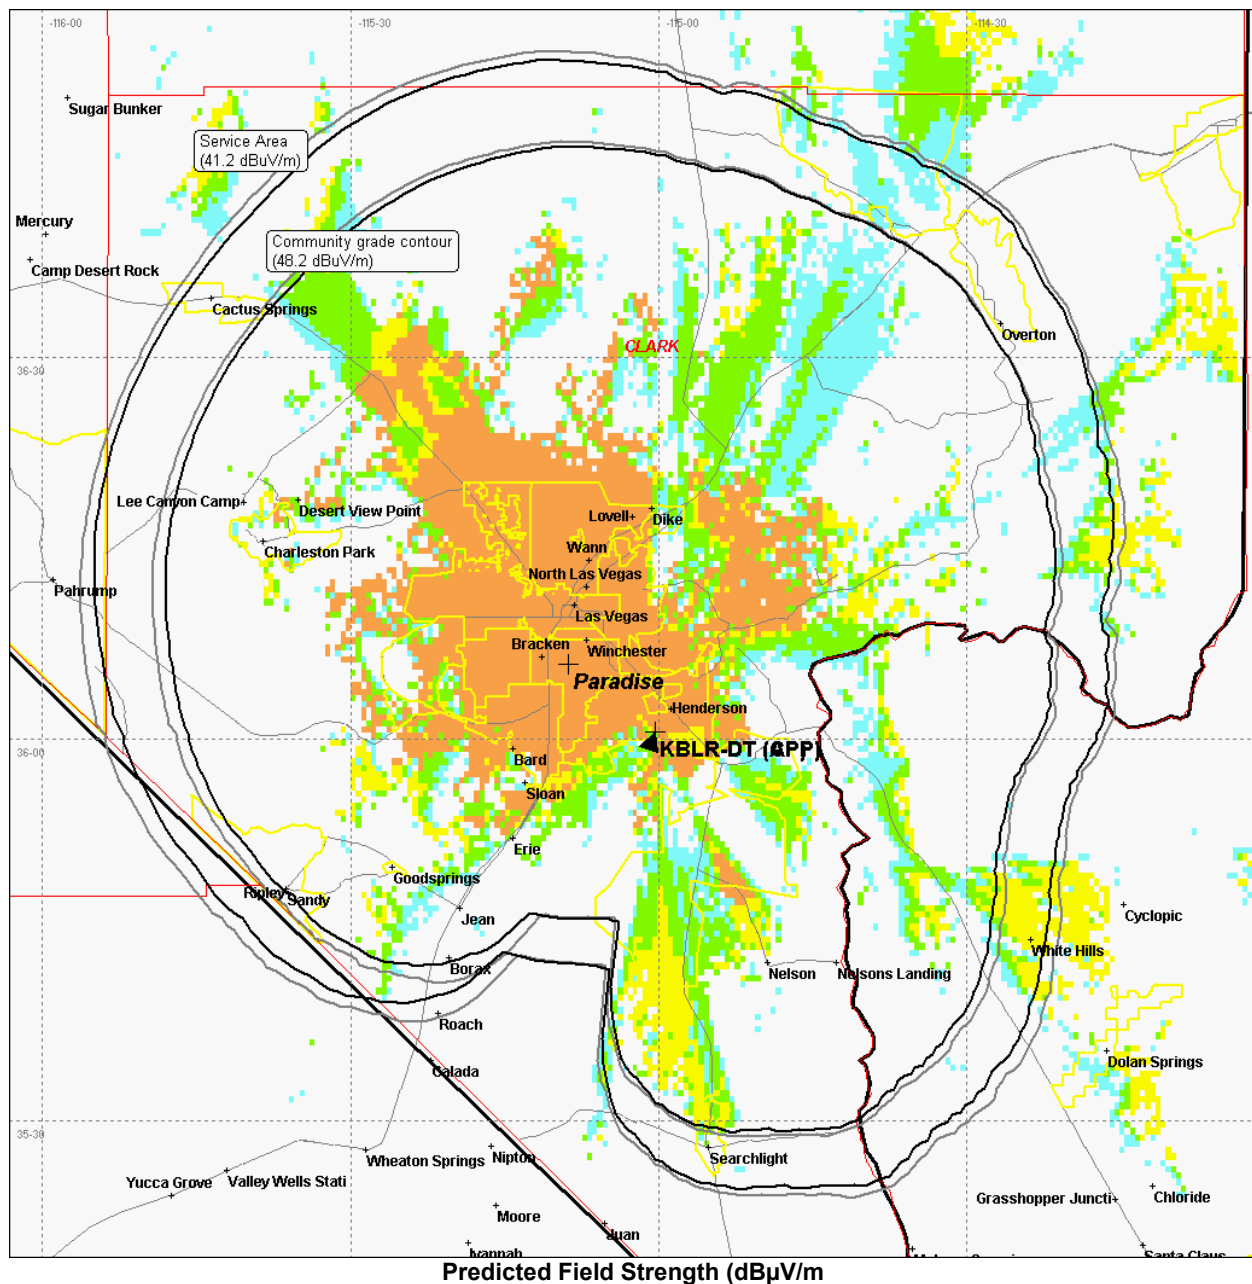 -116-00
-115-30
-115-00
-114-30
Sugar Bunker
Service Area
(41.2 dBuV/m)
Mercury
Community grade contour
(48.2 dBuV/m)
Camp Desert Rock
Cactus Springs
Overton
CLARK
36-30
Lee Canyon Camp
Desert View Point
Lovell
Dike
Charleston Park
Wann
North Las Vegas
Pahrump
Las Vegas
Bracken
Winchester
Paradise
Henderson
36-00
KBLR-DT (APP)
Bard
Sloan
Erie
Goodsprings
Ripley
Sandy
Jean
Cyclopic
White Hills
Borax
Nelson
Nelsons Landing
Roach
Dolan Springs
Calada
35-30
Searchlight
Wheaton Springs
Nipton
Yucca Grove
Valley Wells Stati
Grasshopper Juncti
Chloride
Moore
Juan
Ivannah
Santa Claus
Predicted Field Strength (dBµV/m